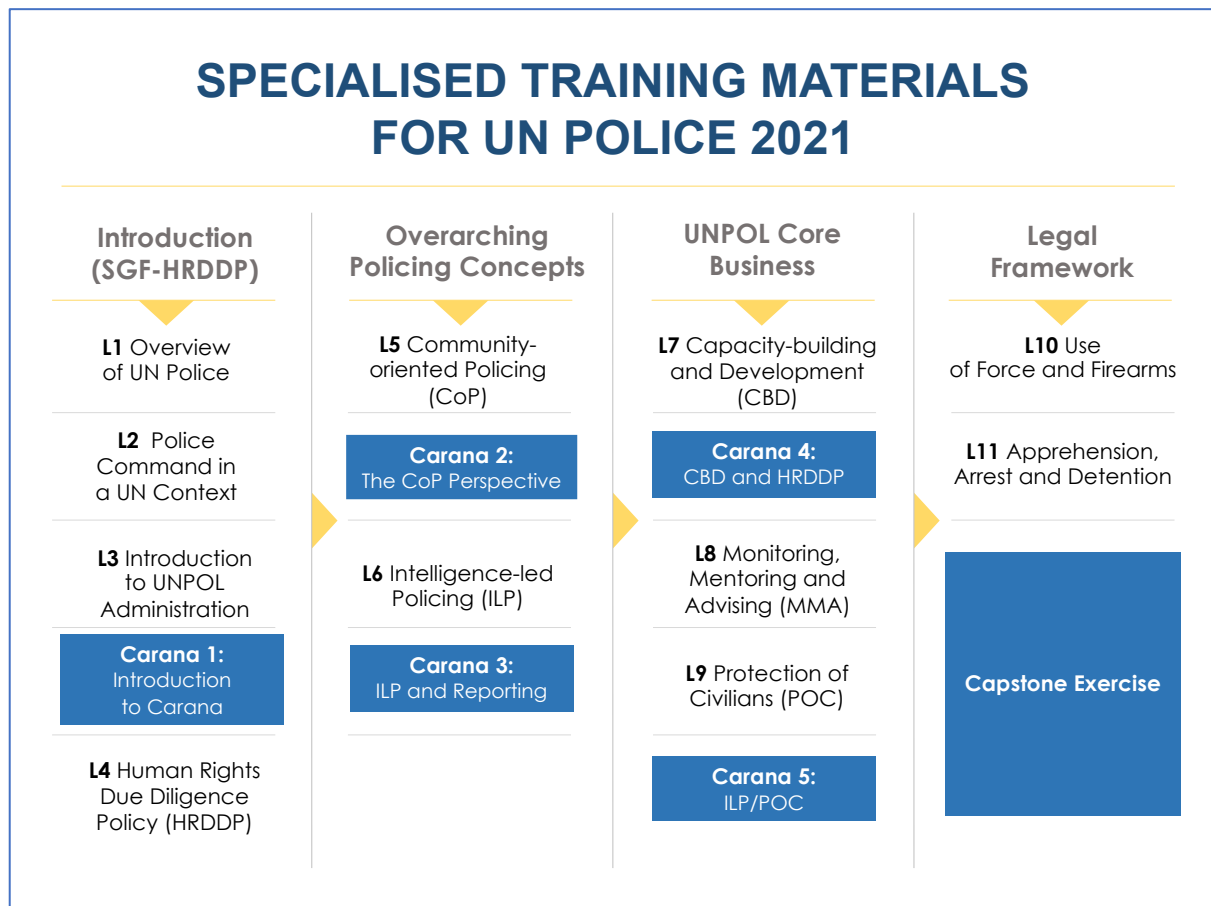 SPECIALISED TRAINING MATERIALS
FOR UN POLICE 2021
Introduction
(SGF-HRDDP)
L1 Overview
of UN Police
L2 Police
Command in
a UN Context
L3 Introduction
to UNPOL
Administration
Carana 1:
Introduction
to Carana
L4 Human Rights
Due Diligence
Policy (HRDDP)
Overarching
Policing Concepts
L5 Community-
oriented Policing
(CoP)
Carana 2:
The CoP Perspective
L6 Intelligence-led
Policing (ILP)
Carana 3:
ILP and Reporting
UNPOL Core
Business
L7 Capacity-building
and Development
(CBD)
Carana 4:
CBD and HRDDP
L8 Monitoring,
Mentoring and
Advising (MMA)
L9 Protection of
Civilians (POC)
Carana 5:
ILP/POC
Legal
Framework
L10 Use
of Force and Firearms
L11 Apprehension,
Arrest and Detention
Capstone Exercise